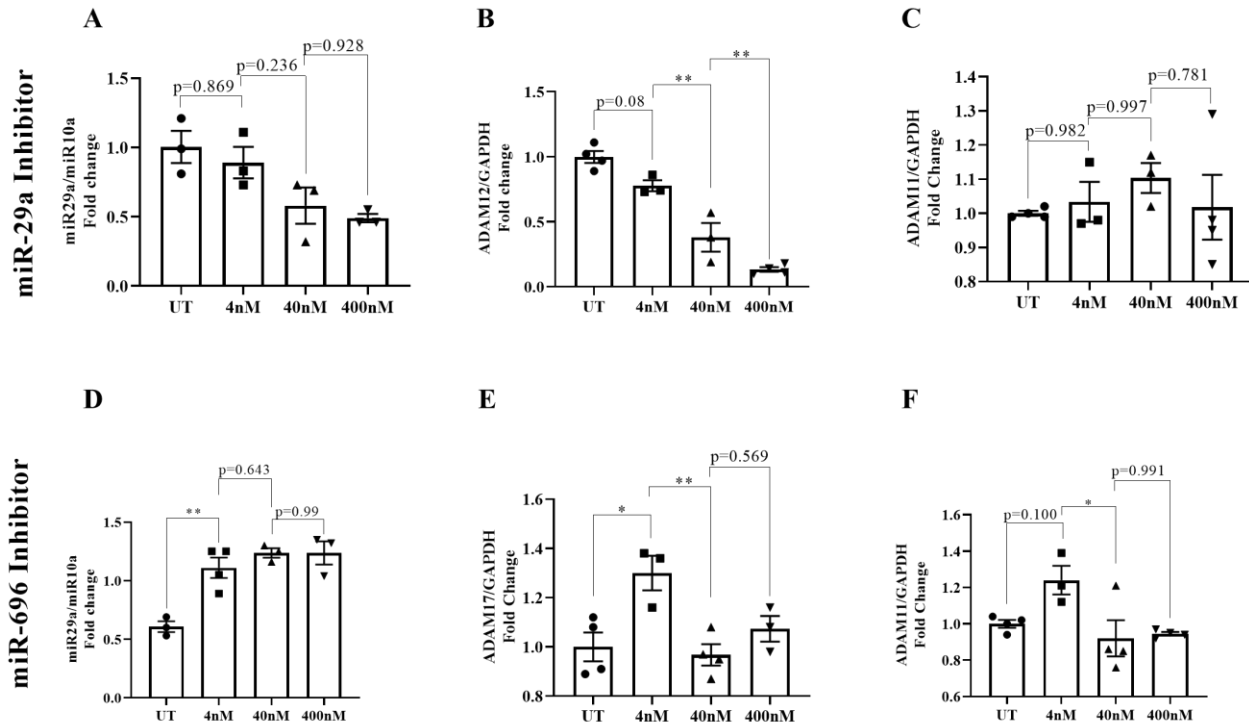 miR-29a Inhibitor
A
p=0.928
p=0.236
p=0.869
miR29a/miR10a
Fold change
1.5
1.0
0.5
0.0
UT 4nM 40nM 400nM
B
**
**
p=0.08
ADAM12/GAPDH
Fold change
1.5
1.0
0.5
0.0
UT 4nM 40nM 400nM
C
p=0.781
p=0.997
p=0.982
ADAM11/GAPDH
Fold Change
1.4
1.3
1.2
1.1
1.0
0.9
0.8
UT 4nM 40nM 400nM
miR-696 Inhibitor
D
p=0.643
** p=0.99
miR29a/miR10a
Fold change
1.5
1.0
0.5
0.0
UT 4nM 40nM 400nM
E
p=0.569
**
*
ADAM17/GAPDH
Fold Change
1.6
1.4
1.2
1.0
0.8
UT 4nM 40nM 400nM
F
p=0.991
*
p=0.100
ADAM11/GAPDH
Fold Change
1.6
1.4
1.2
1.0
0.8
0.6
UT 4nM 40nM 400nM